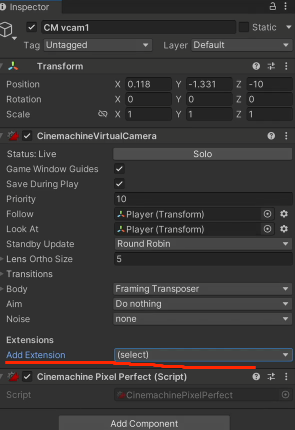 Inspector
CM vcam1
Static
Tag Untagged Layer Default
Transform
Position X 0.118 Y -1.331 Z -10
Rotation X 0 Y 0 Z 0
Scale X 1 Y 1 Z 1
CinemachineVirtualCamera
Status: Live Solo
Game Window Guides
Save During Play
Priority 10
Follow Player (Transform)
Look At Player (Transform)
Standby Update Round Robin
Lens Ortho Size 5
Transitions
Body Framing Transposer
Aim Do nothing
Noise none
Extensions
Add Extension (select)
Cinemachine Pixel Perfect (Script)
Script CinemachinePixelPerfect
Add Component